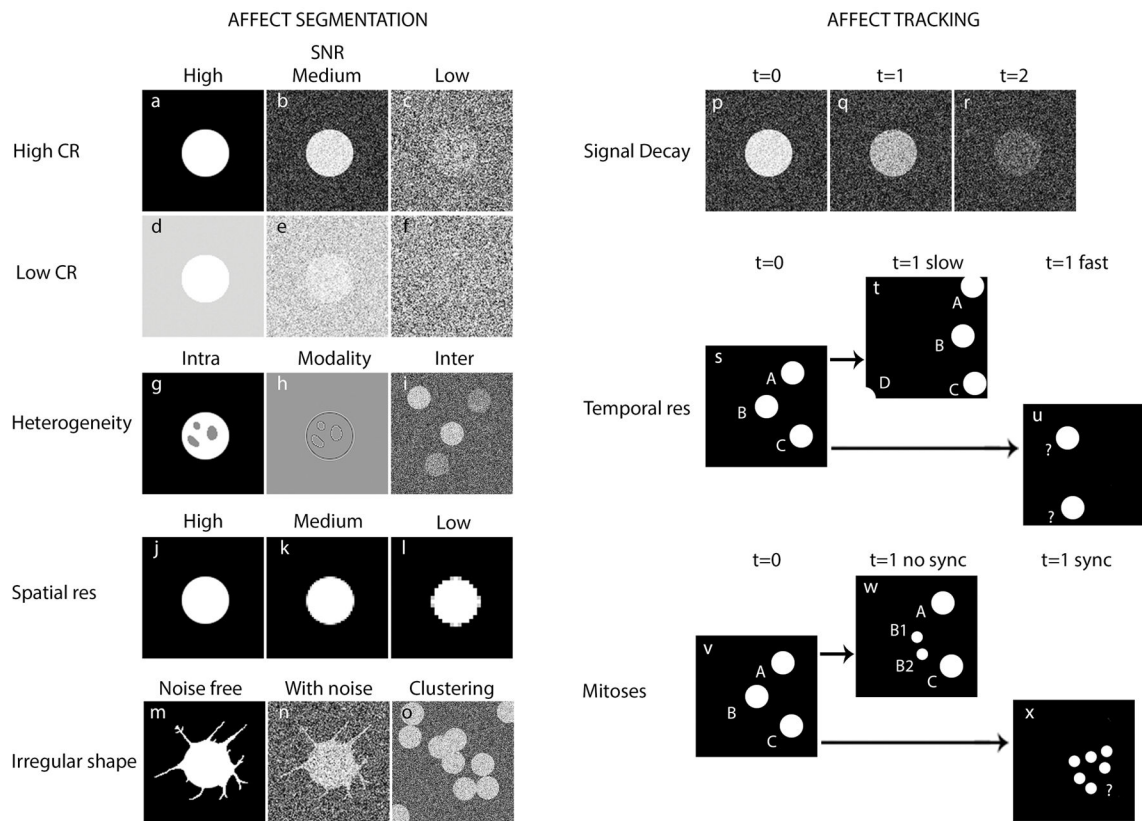 AFFECT SEGMENTATION
SNR
High Medium Low
High CR
a b c
Low CR
d e f
Intra Modality Inter
Heterogeneity
g h i
High Medium Low
Spatial res
j k l
Noise free With noise Clustering
Irregular shape
m n o
AFFECT TRACKING
t=0 t=1 t=2
Signal Decay
p q r
t=0 t=1 slow t=1 fast
Temporal res
s
A
B
C
t
A
B
D C
u
?
?
t=0 t=1 no sync t=1 sync
Mitoses
v
A
B
C
w
A
B1
B2
C
x
?